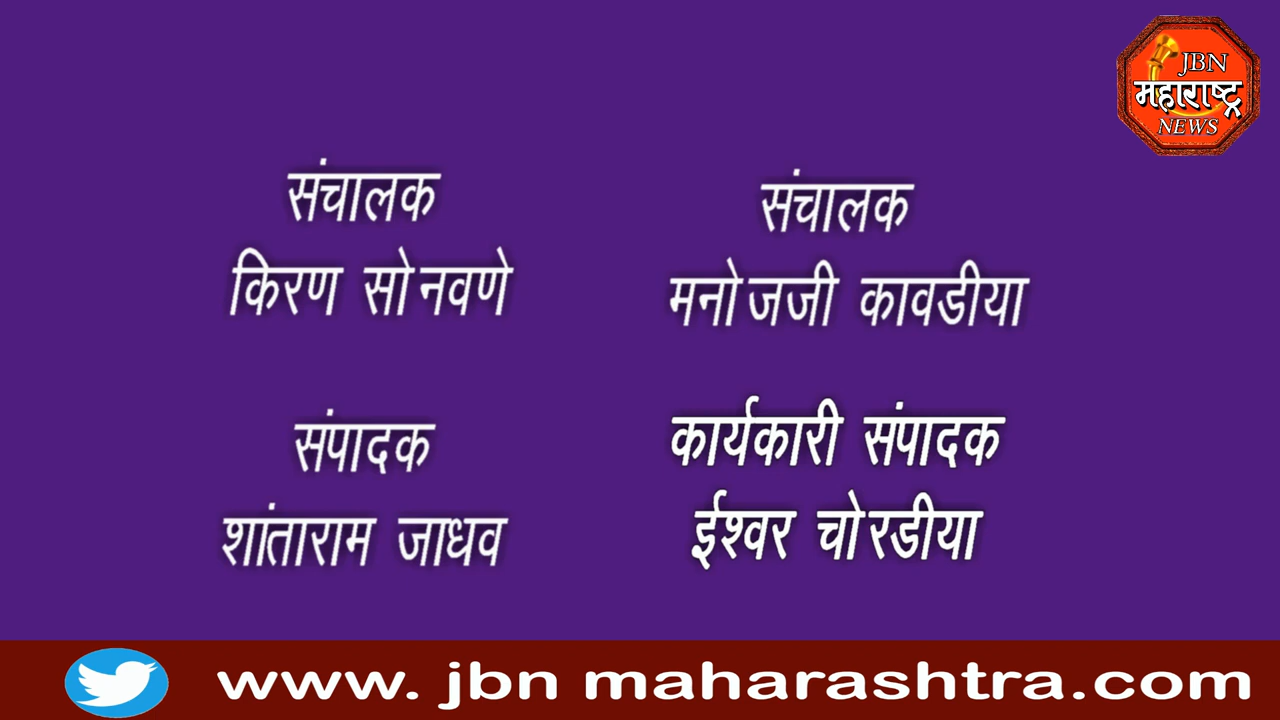 JBN
महाराष्ट्र
NEWS
संचालक
किरण सोनवणे
संचालक
मनोजजी कावडीया
संपादक
शांताराम जाधव
कार्यकारी संपादक
ईश्वर चोरडीया
www. jbn maharashtra.com